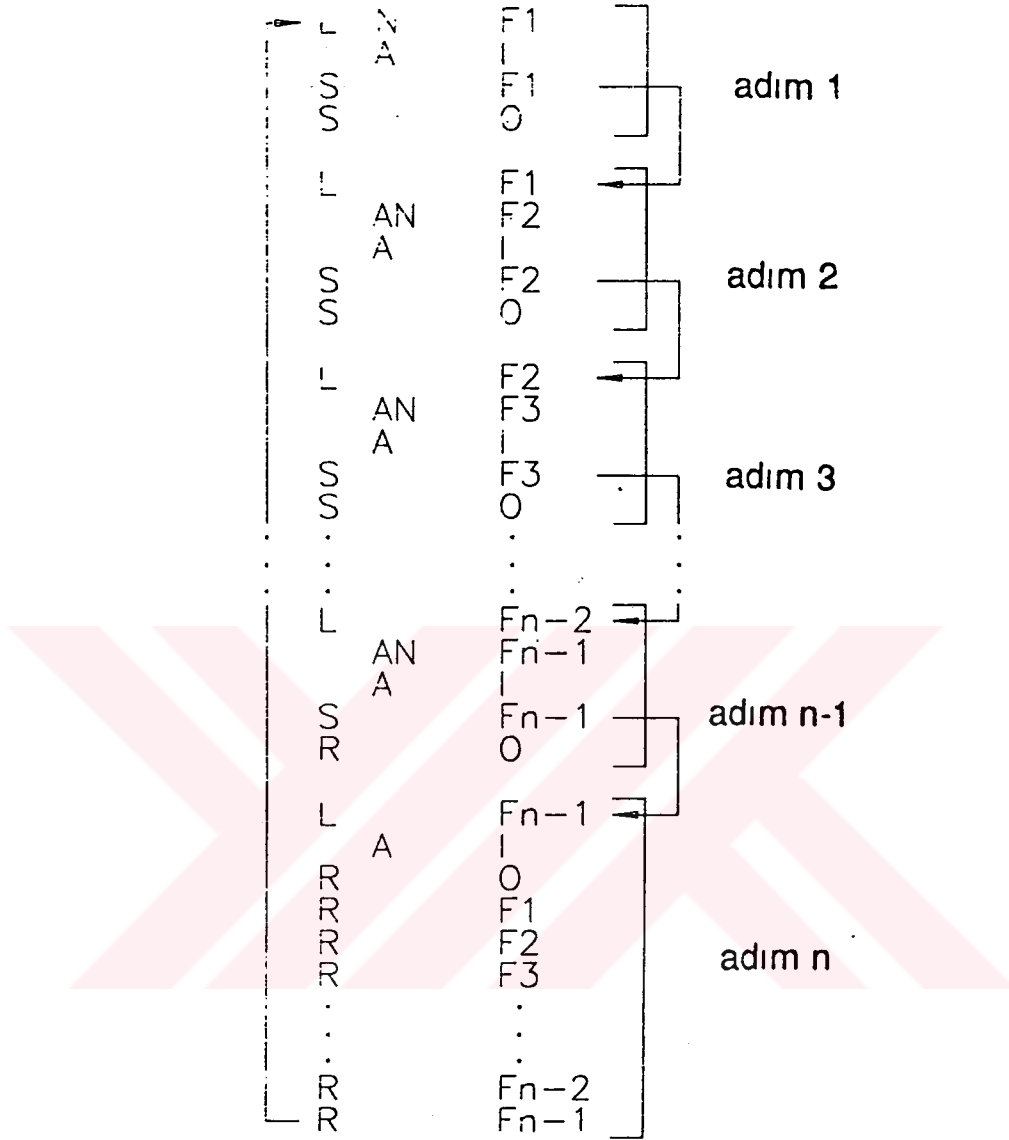 L N F1
A I
S F1
S O
adım 1
L F1
AN F2
A I
S F2
S O
adım 2
L F2
AN F3
A I
S F3
S O
adım 3
. . . .
. . . .
. . . .
L Fn-2
AN Fn-1
A I
S Fn-1
R O
adım n-1
L Fn-1
A I
R O
R F1
R F2
R F3
. .
. .
. .
R Fn-2
R Fn-1
adım n